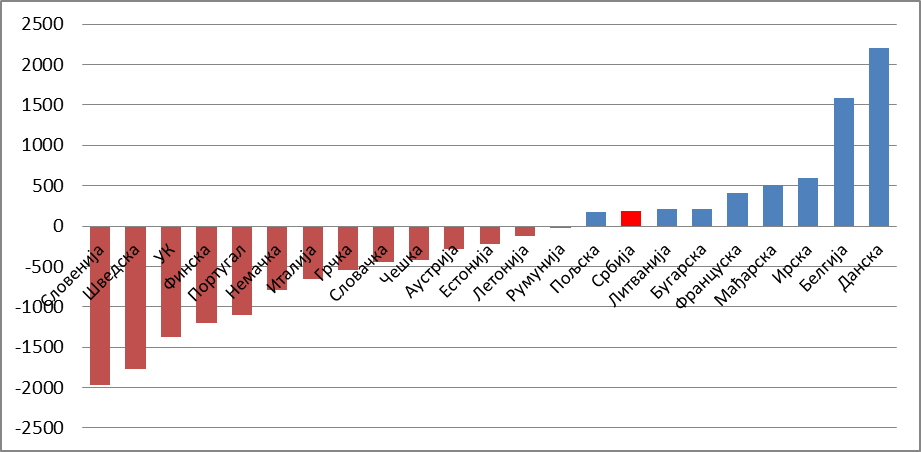 2500
2000
1500
1000
500
0
-500
-1000
-1500
-2000
-2500
Словенија
Шведска
УК
Финска
Португал
Немачка
Италија
Грчка
Словачка
Чешка
Аустрија
Естонија
Летонија
Румунија
Пољска
Србија
Литванија
Бугарска
Француска
Мађарска
Ирска
Белгија
Данска